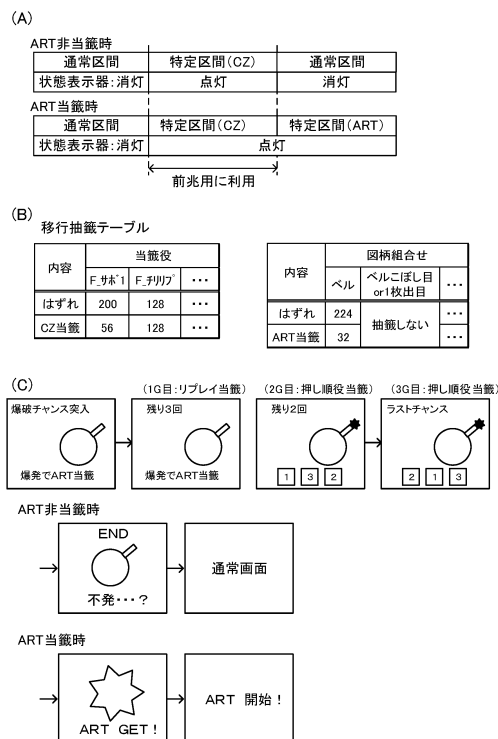 (A)
ART非当籤時
通常区間 特定区間(CZ) 通常区間
状態表示器:消灯 点灯 消灯
ART当籤時
通常区間 特定区間(CZ) 特定区間(ART)
状態表示器:消灯 点灯
前兆用に利用
(B)
移行抽籤テーブル
内容 当籤役
F_サボ1 F_チリリプ ・・・
はずれ 200 128 ・・・
CZ当籤 56 128 ・・・
内容 図柄組合せ
ベル ベルこぼし目or1枚出目 ・・・
はずれ 224 抽籤しない ・・・
ART当籤 32 ・・・
(C)
(1G目:リプレイ当籤) (2G目:押し順役当籤) (3G目:押し順役当籤)
爆破チャンス突入 残り3回 残り2回 ラストチャンス
爆発でART当籤 爆発でART当籤 1 3 2 2 1 3
ART非当籤時
END
不発・・・?
通常画面
ART当籤時
ART GET!
ART 開始!